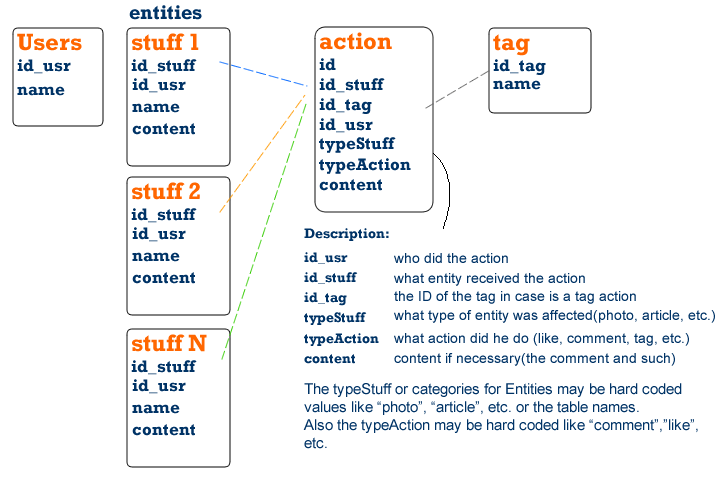 entities
Users
id_usr
name
stuff 1
id_stuff
id_usr
name
content
stuff 2
id_stuff
id_usr
name
content
stuff N
id_stuff
id_usr
name
content
action
id
id_stuff
id_tag
id_usr
typeStuff
typeAction
content
tag
id_tag
name
Description:
id_usr who did the action
id_stuff what entity received the action
id_tag the ID of the tag in case is a tag action
typeStuff what type of entity was affected(photo, article, etc.)
typeAction what action did he do (like, comment, tag, etc.)
content content if necessary(the comment and such)
The typeStuff or categories for Entities may be hard coded
values like “photo”, “article”, etc. or the table names.
Also the typeAction may be hard coded like “comment”,”like”,
etc.